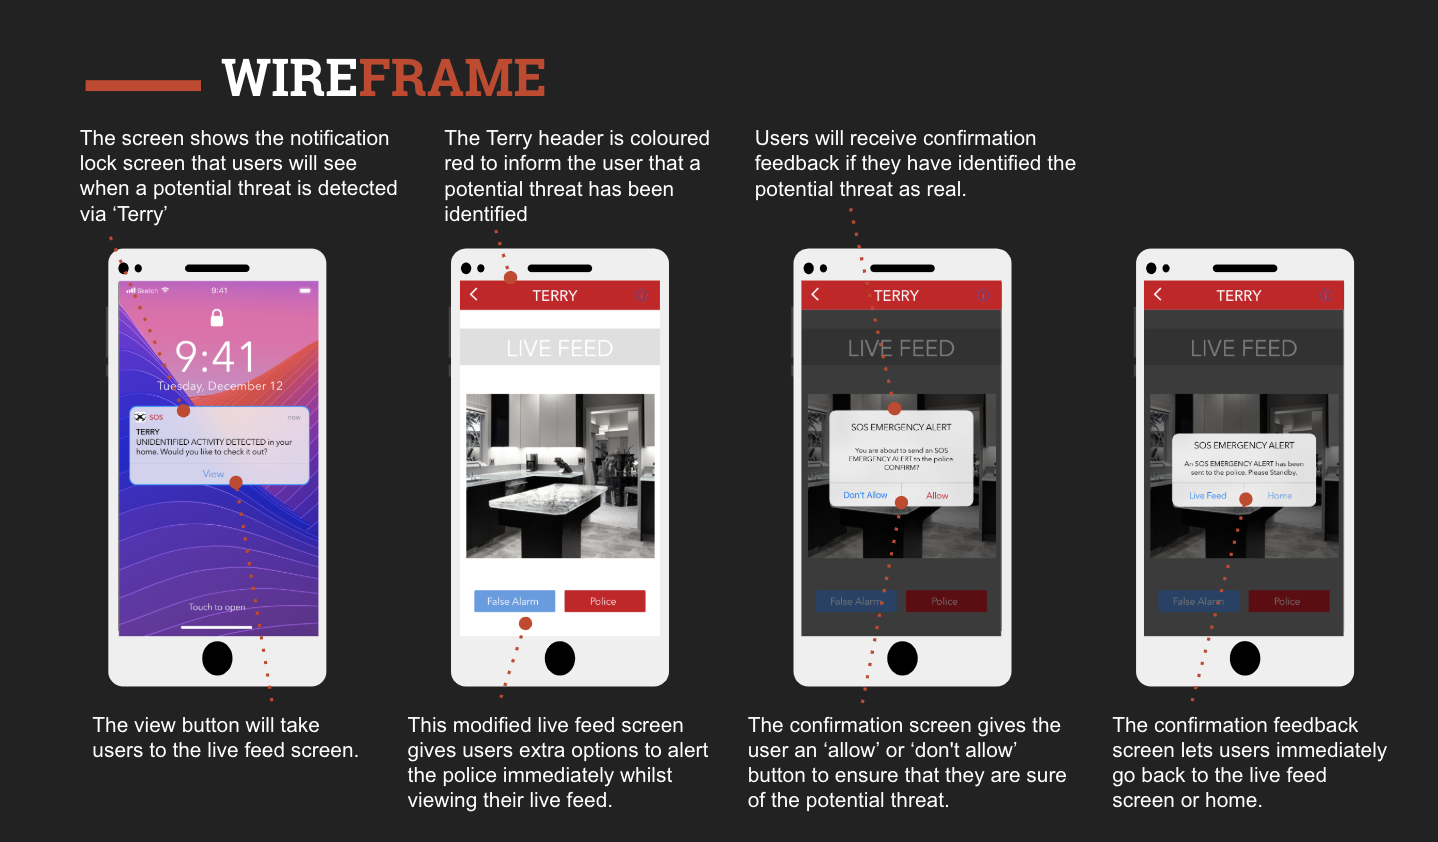 WIREFRAME
The screen shows the notification
lock screen that users will see
when a potential threat is detected
via ‘Terry’
The Terry header is coloured
red to inform the user that a
potential threat has been
identified
Users will receive confirmation
feedback if they have identified the
potential threat as real.
Sketch
9:41
9:41
Tuesday, December 12
SOS
now
TERRY
UNIDENTIFIED ACTIVITY DETECTED in your
home. Would you like to check it out?
View
Touch to open
TERRY
LIVE FEED
False Alarm
Police
TERRY
LIVE FEED
SOS EMERGENCY ALERT
You are about to send an SOS
EMERGENCY ALERT to the police.
CONFIRM?
Don't Allow
Allow
False Alarm
Police
TERRY
LIVE FEED
SOS EMERGENCY ALERT
An SOS EMERGENCY ALERT has been
sent to the police. Please Standby.
Live Feed
Home
False Alarm
Police
The view button will take
users to the live feed screen.
This modified live feed screen
gives users extra options to alert
the police immediately whilst
viewing their live feed.
The confirmation screen gives the
user an ‘allow’ or ‘don't allow’
button to ensure that they are sure
of the potential threat.
The confirmation feedback
screen lets users immediately
go back to the live feed
screen or home.